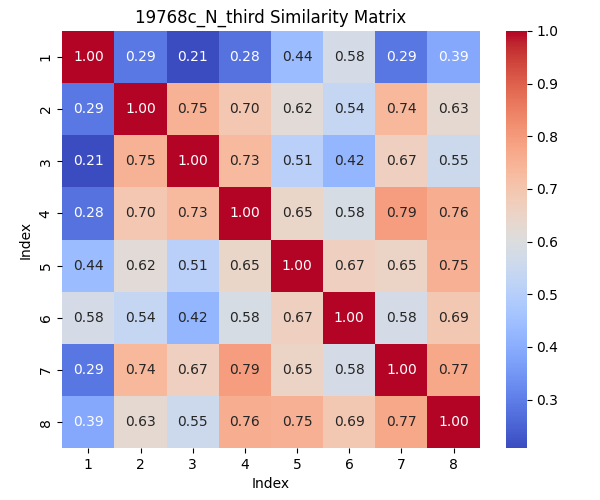 19768c_N_third Similarity Matrix
1 1.00 0.29 0.21 0.28 0.44 0.58 0.29 0.39
2 0.29 1.00 0.75 0.70 0.62 0.54 0.74 0.63
3 0.21 0.75 1.00 0.73 0.51 0.42 0.67 0.55
4 0.28 0.70 0.73 1.00 0.65 0.58 0.79 0.76
5 0.44 0.62 0.51 0.65 1.00 0.67 0.65 0.75
6 0.58 0.54 0.42 0.58 0.67 1.00 0.58 0.69
7 0.29 0.74 0.67 0.79 0.65 0.58 1.00 0.77
8 0.39 0.63 0.55 0.76 0.75 0.69 0.77 1.00
1 2 3 4 5 6 7 8
Index
Index
1.0
0.9
0.8
0.7
0.6
0.5
0.4
0.3